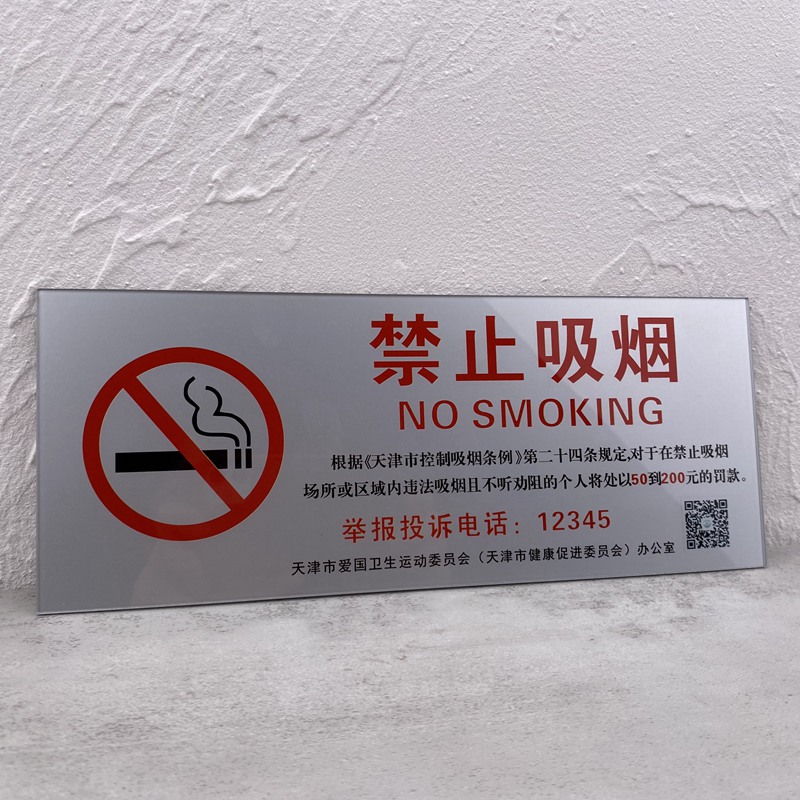 禁止吸烟
NO SMOKING
根据《天津市控制吸烟条例》第二十四条规定,对于在禁止吸烟
场所或区域内违法吸烟且不听劝阻的个人将处以50到200元的罚款。
举报投诉电话：12345
天津市爱国卫生运动委员会（天津市健康促进委员会）办公室